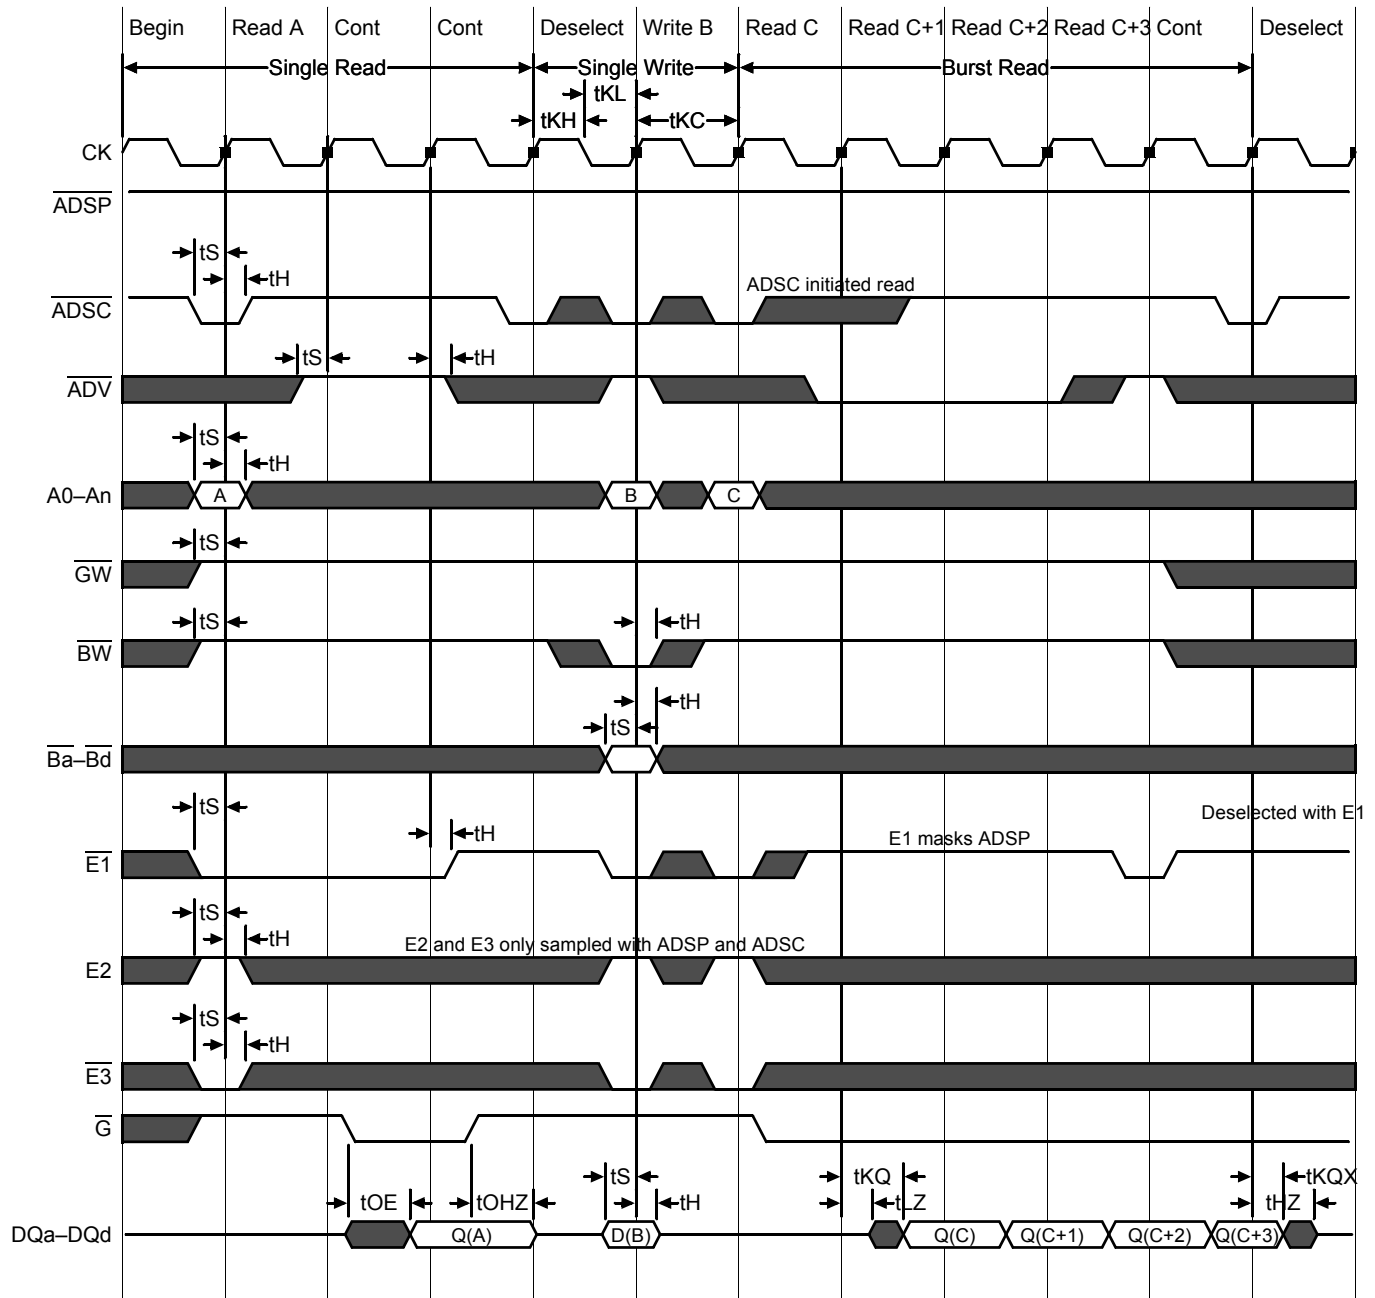 Begin Read A Cont Cont Deselect Write B Read C Read C+1 Read C+2 Read C+3 Cont Deselect
Single Read Single Write Burst Read
tKL
tKH tKC
CK
ADSP
tS
tH
ADSC initiated read
ADSC
tS tH
ADV
tS
tH
A0–An A B C
tS
GW
tS tH
BW
tH
tS
Ba–Bd
tS Deselected with E1
tH E1 masks ADSP
E1
tS
tH E2 and E3 only sampled with ADSP and ADSC
E2
tS
tH
E3
G
tS tKQ tKQX
tOE tOHZ tH tLZ tHZ
DQa–DQd Q(A) D(B) Q(C) Q(C+1) Q(C+2) Q(C+3)